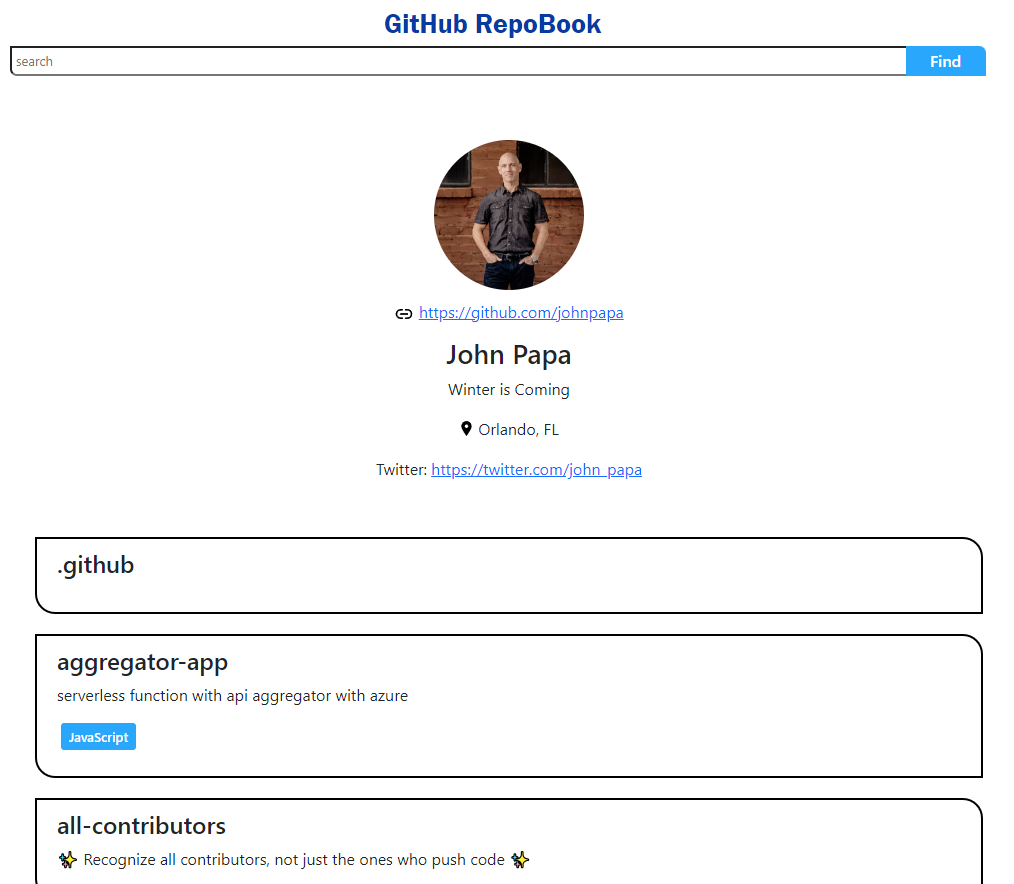 GitHub RepoBook
search
Find
https://github.com/johnpapa
John Papa
Winter is Coming
Orlando, FL
Twitter: https://twitter.com/john_papa
.github
aggregator-app
serverless function with api aggregator with azure
JavaScript
all-contributors
✨ Recognize all contributors, not just the ones who push code ✨